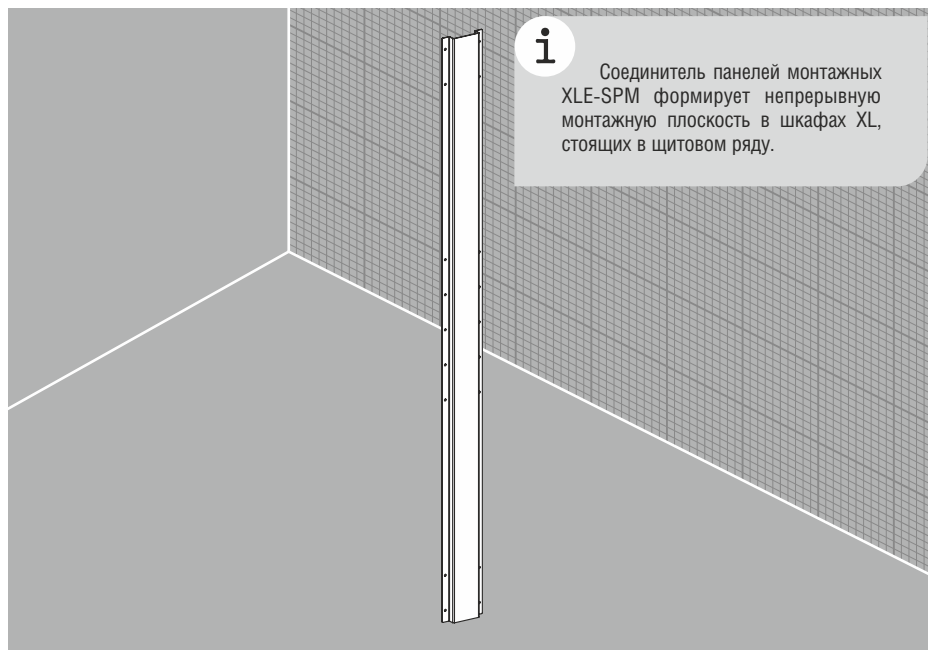 i
Соединитель панелей монтажных
XLE-SPM формирует непрерывную
монтажную плоскость в шкафах XL,
стоящих в щитовом ряду.